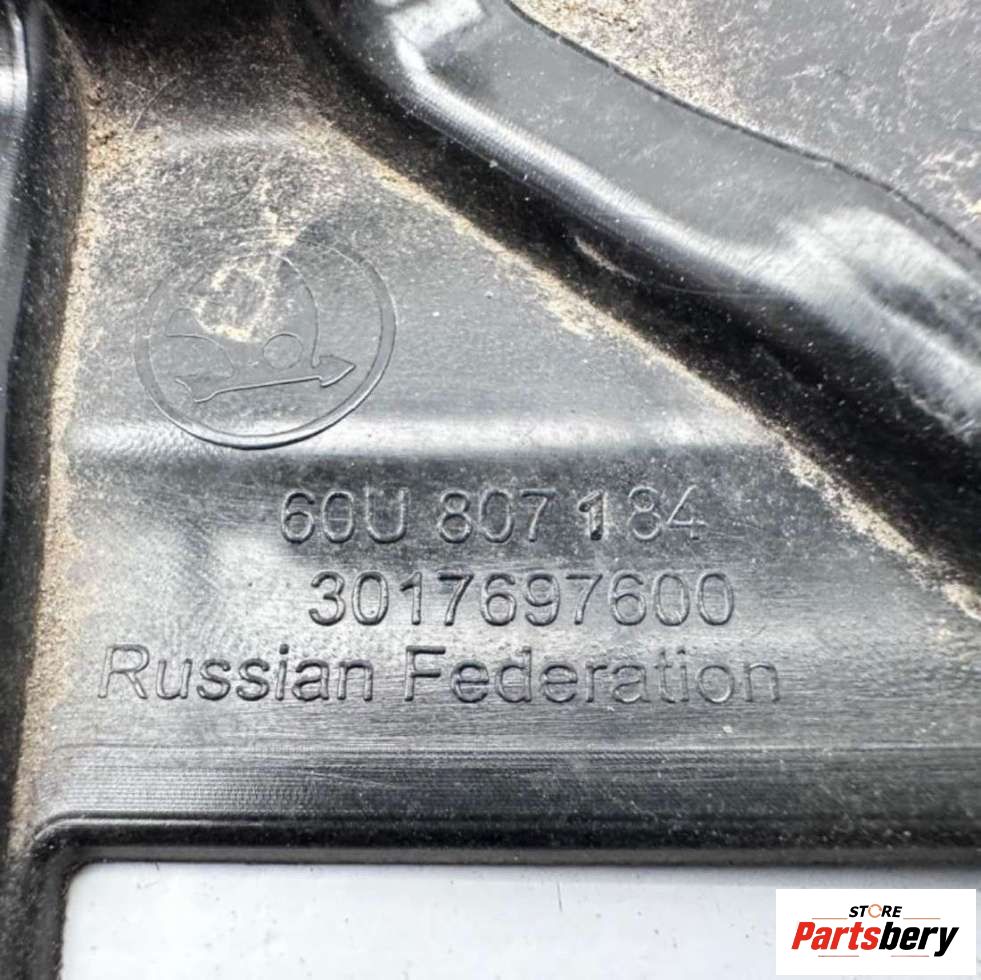 60U 807 184
3017697600
Russian Federation
STORE
Partsbery